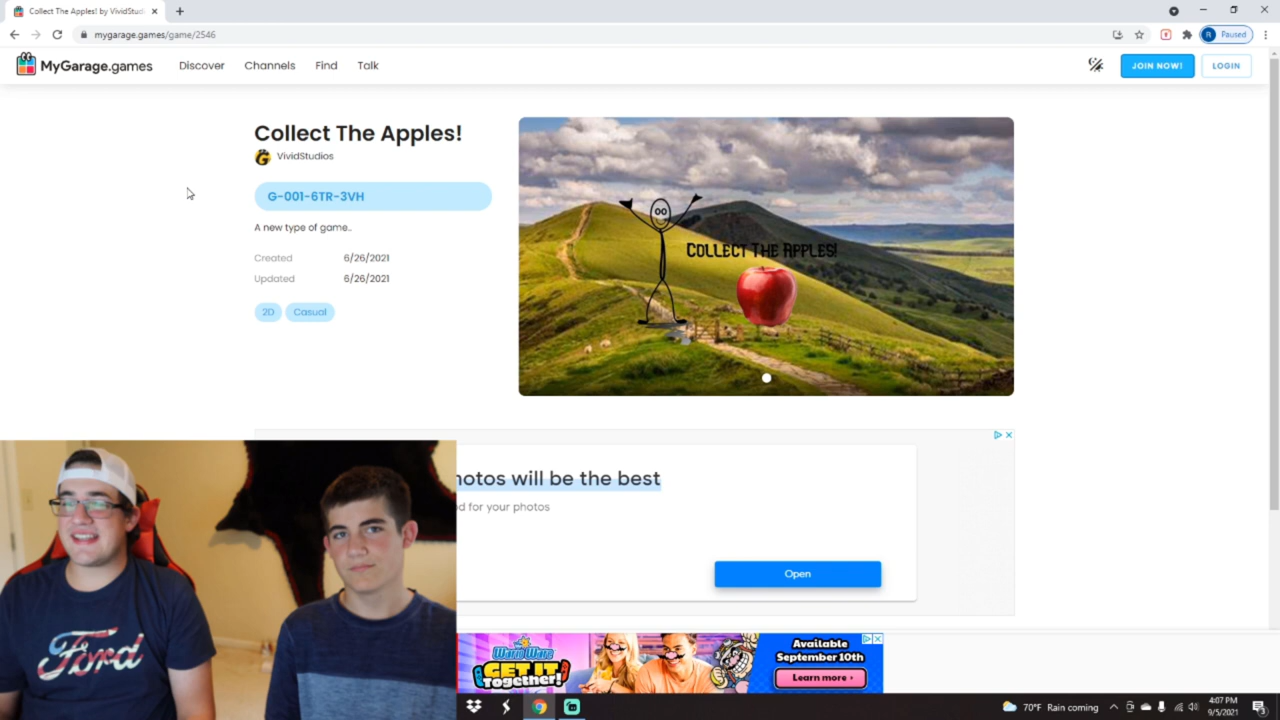 Collect The Apples! by VividStudi
mygarage.games/game/2546
R Paused
MyGarage.games
Discover
Channels
Find
Talk
JOIN NOW!
LOGIN
Collect The Apples!
VividStudios
G-001-6TR-3VH
A new type of game..
Created 6/26/2021
Updated 6/26/2021
2D
Casual
COLLECT THE APPLES!
hotos will be the best
d for your photos
Open
Ford
WarioWare
GET IT
Together!
Available
September 10th
Learn more ›
70°F Rain coming
4:07 PM
9/5/2021
3